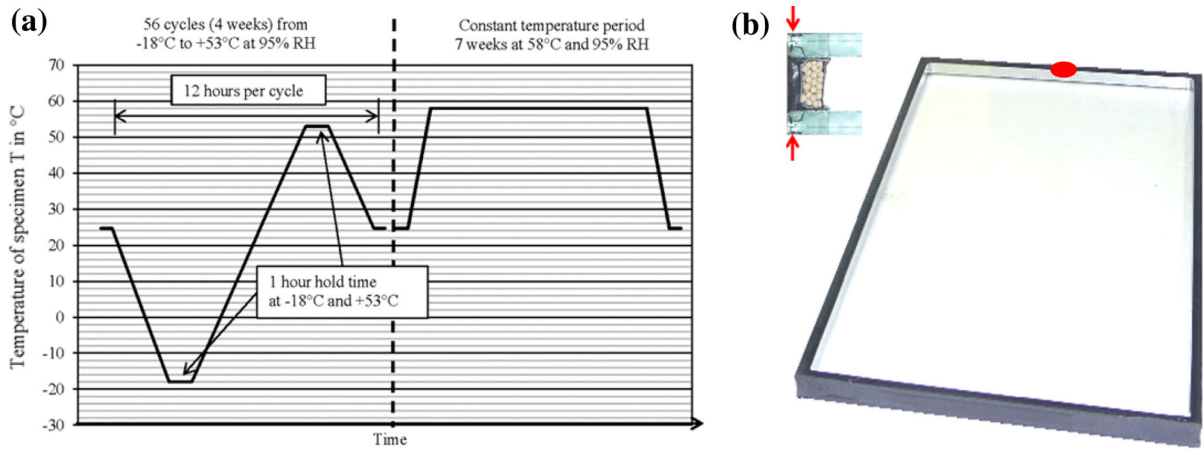 (a)
56 cycles (4 weeks) from
-18°C to +53°C at 95% RH
Constant temperature period
7 weeks at 58°C and 95% RH
(b)
Temperature of specimen T in °C
70
60
50
40
30
20
10
0
-10
-20
-30
12 hours per cycle
1 hour hold time
at -18°C and +53°C
Time